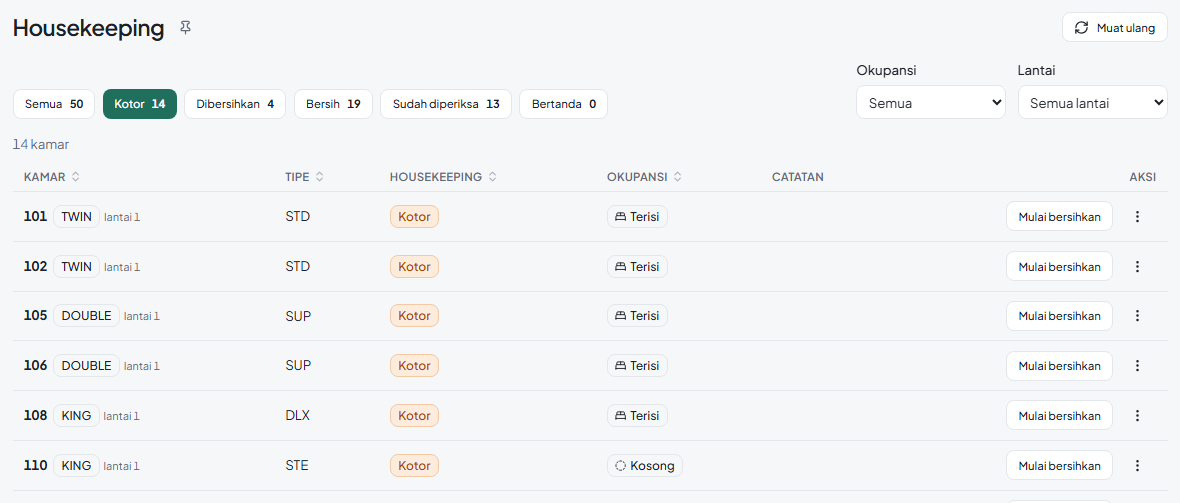 Housekeeping
Muat ulang
Okupansi Lantai
Semua 50 Kotor 14 Dibersihkan 4 Bersih 19 Sudah diperiksa 13 Bertanda 0 Semua Semua lantai
14 kamar
KAMAR TIPE HOUSEKEEPING OKUPANSI CATATAN AKSI
101 TWIN lantai 1 STD Kotor Terisi Mulai bersihkan
102 TWIN lantai 1 STD Kotor Terisi Mulai bersihkan
105 DOUBLE lantai 1 SUP Kotor Terisi Mulai bersihkan
106 DOUBLE lantai 1 SUP Kotor Terisi Mulai bersihkan
108 KING lantai 1 DLX Kotor Terisi Mulai bersihkan
110 KING lantai 1 STE Kotor Kosong Mulai bersihkan